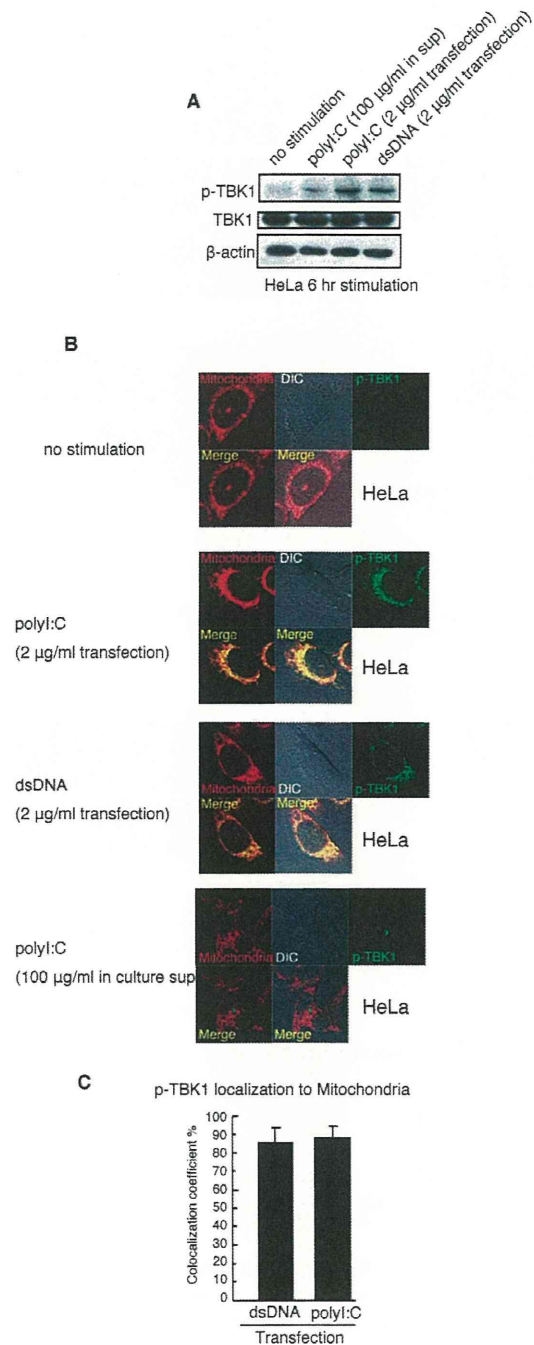 A
no stimulation
polyI:C (100 µg/ml in sup)
polyI:C (2 µg/ml transfection)
dsDNA (2 µg/ml transfection)
p-TBK1
TBK1
β-actin
HeLa 6 hr stimulation
B
no stimulation
Mitochondria DIC p-TBK1
Merge Merge HeLa
polyI:C
(2 µg/ml transfection)
Mitochondria DIC p-TBK1
Merge Merge HeLa
dsDNA
(2 µg/ml transfection)
Mitochondria DIC p-TBK1
Merge Merge HeLa
polyI:C
(100 µg/ml in culture sup
Mitochondria DIC p-TBK1
Merge Merge HeLa
C
p-TBK1 localization to Mitochondria
Colocalization coefficient %
100
90
80
70
60
50
40
30
20
10
0
dsDNA polyI:C
Transfection